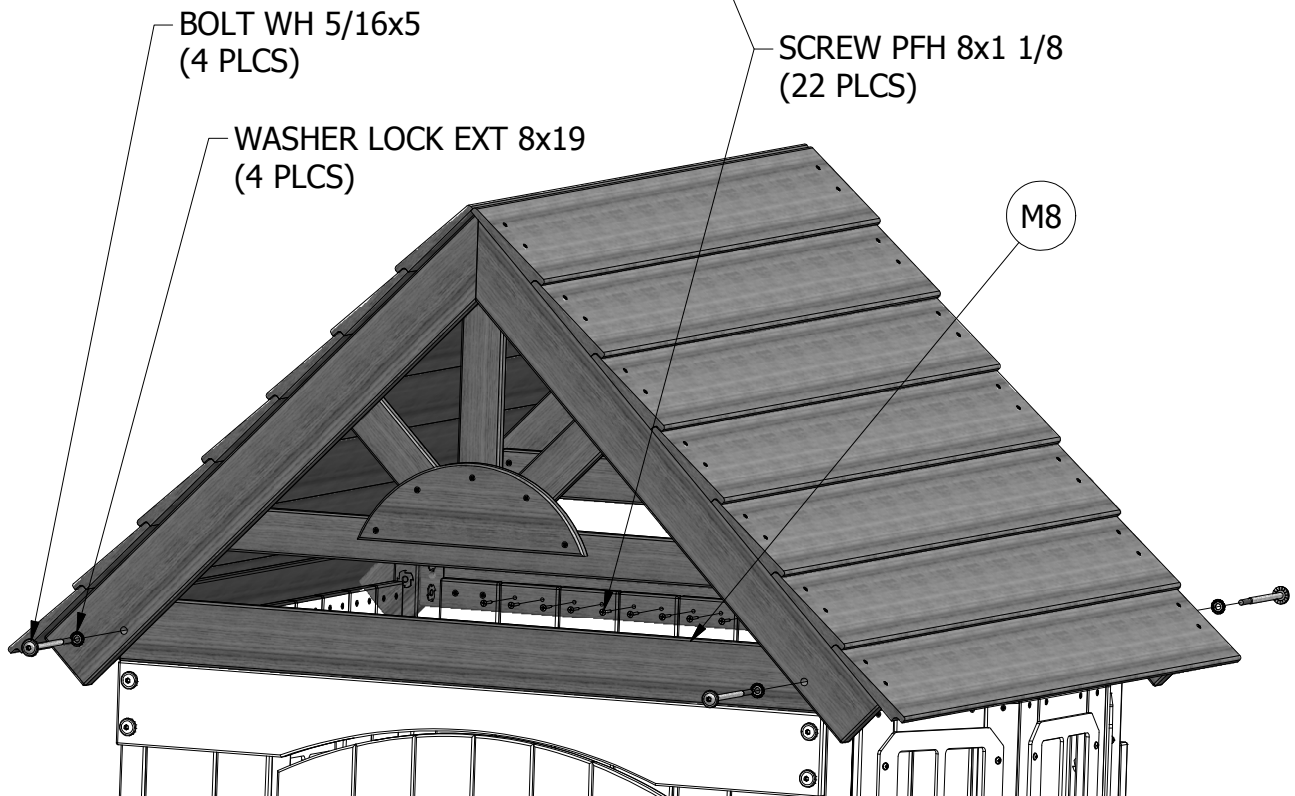 BOLT WH 5/16x5
(4 PLCS)
SCREW PFH 8x1 1/8
(22 PLCS)
WASHER LOCK EXT 8x19
(4 PLCS)
M8